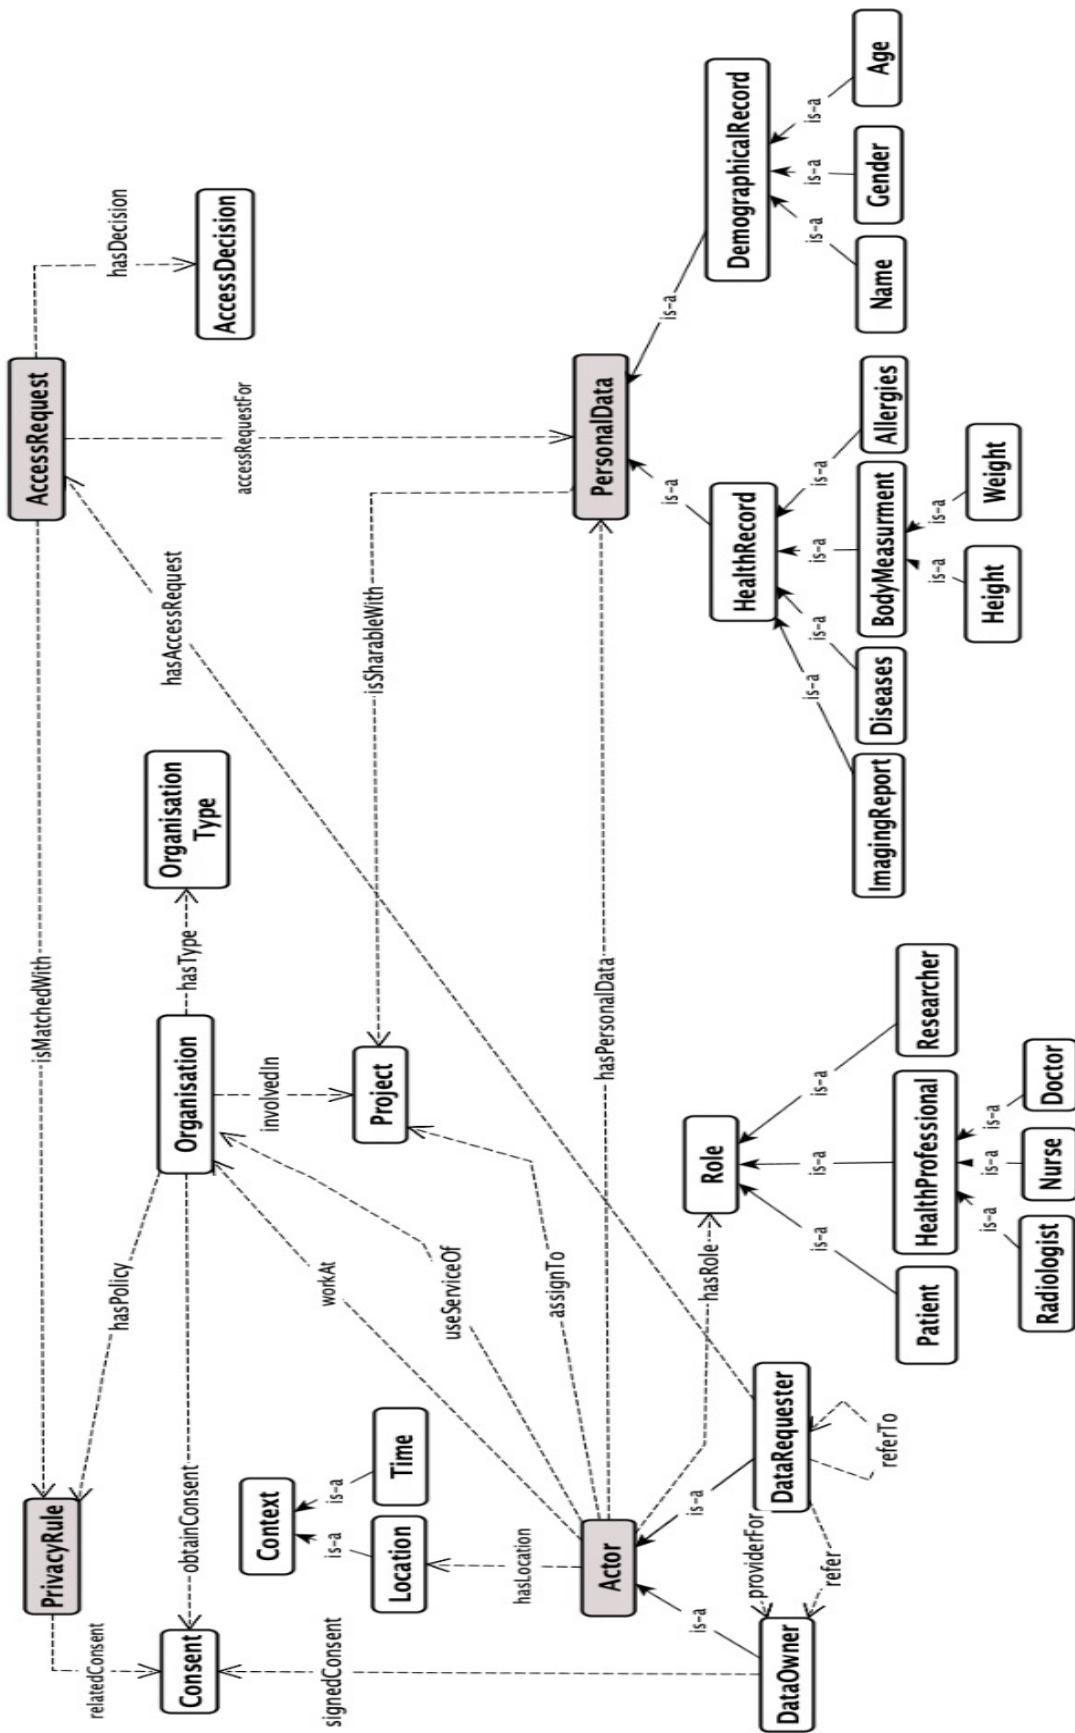 PrivacyRule
isMatchedWith
AccessRequest
relatedConsent
hasPolicy
hasDecision
Consent
obtainConsent
Organisation
hasType
Organisation
Type
AccessDecision
hasAccessRequest
accessRequestFor
Context
is-a
is-a
Location
Time
involvedIn
Project
isSharableWith
signedConsent
hasLocation
workAt
useServiceOf
assignTo
Actor
hasPersonalData
PersonalData
is-a
is-a
hasRole
Role
is-a
is-a
DataOwner
providerFor
refer
DataRequester
referTo
HealthRecord
DemographicalRecord
is-a
is-a
is-a
is-a
is-a
is-a
is-a
is-a
is-a
is-a
Patient
HealthProfessional
Researcher
ImagingReport
Diseases
BodyMeasurment
Allergies
Name
Gender
Age
is-a
is-a
is-a
is-a
is-a
Radiologist
Nurse
Doctor
Height
Weight